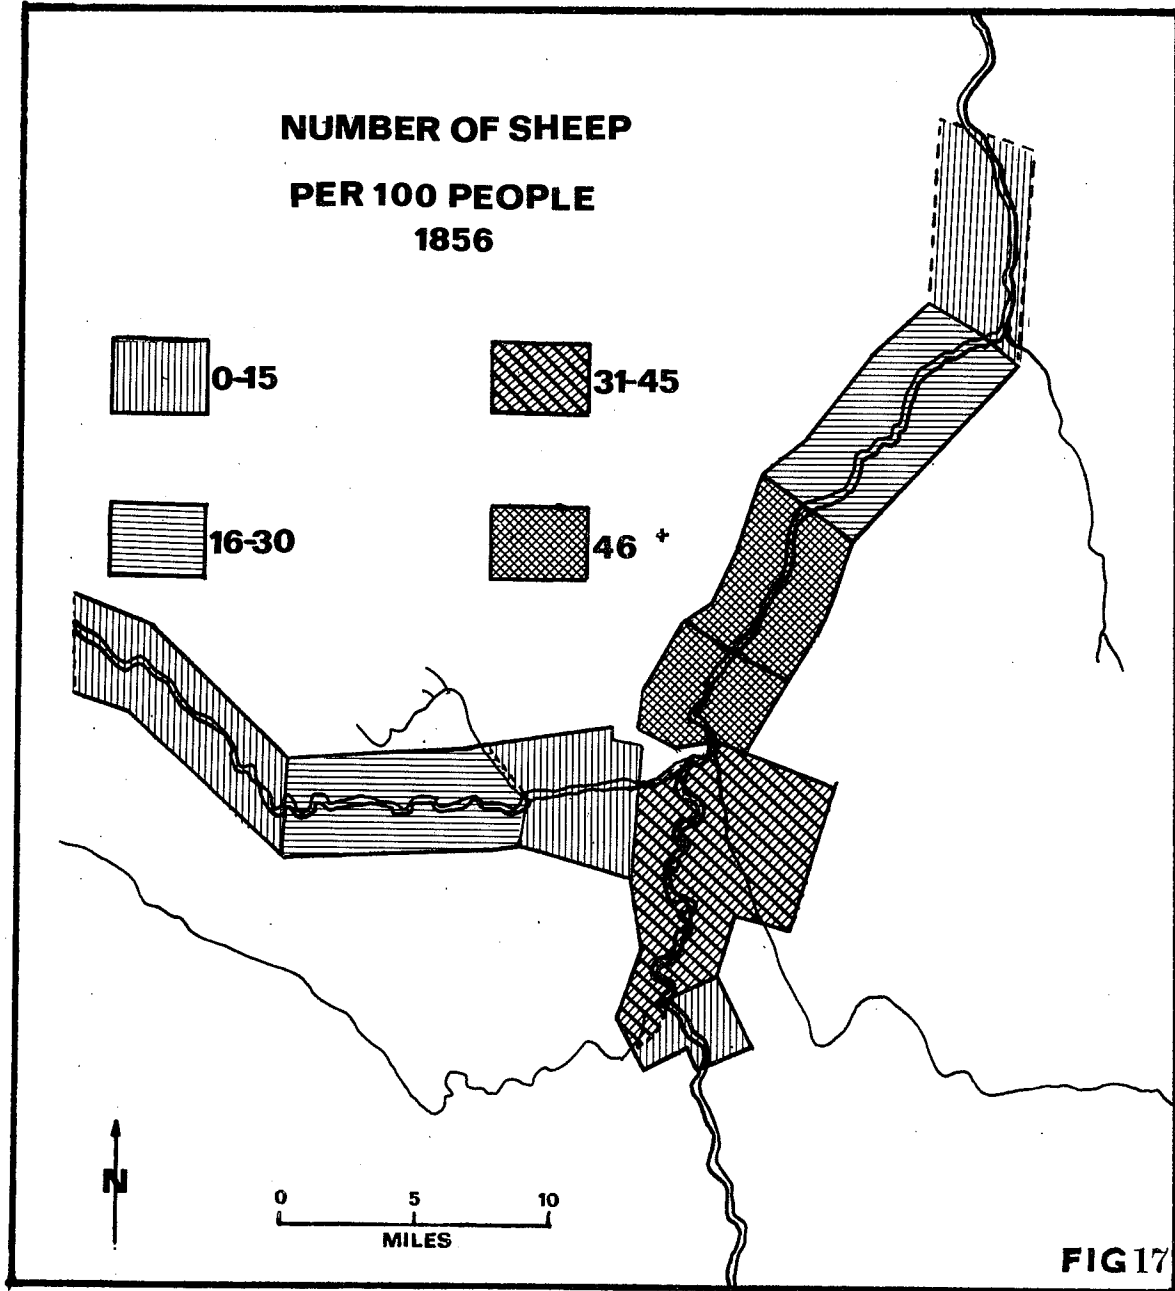 NUMBER OF SHEEP
PER 100 PEOPLE
1856
0-15
31-45
16-30
46 +
N
0 5 10
MILES
FIG 17